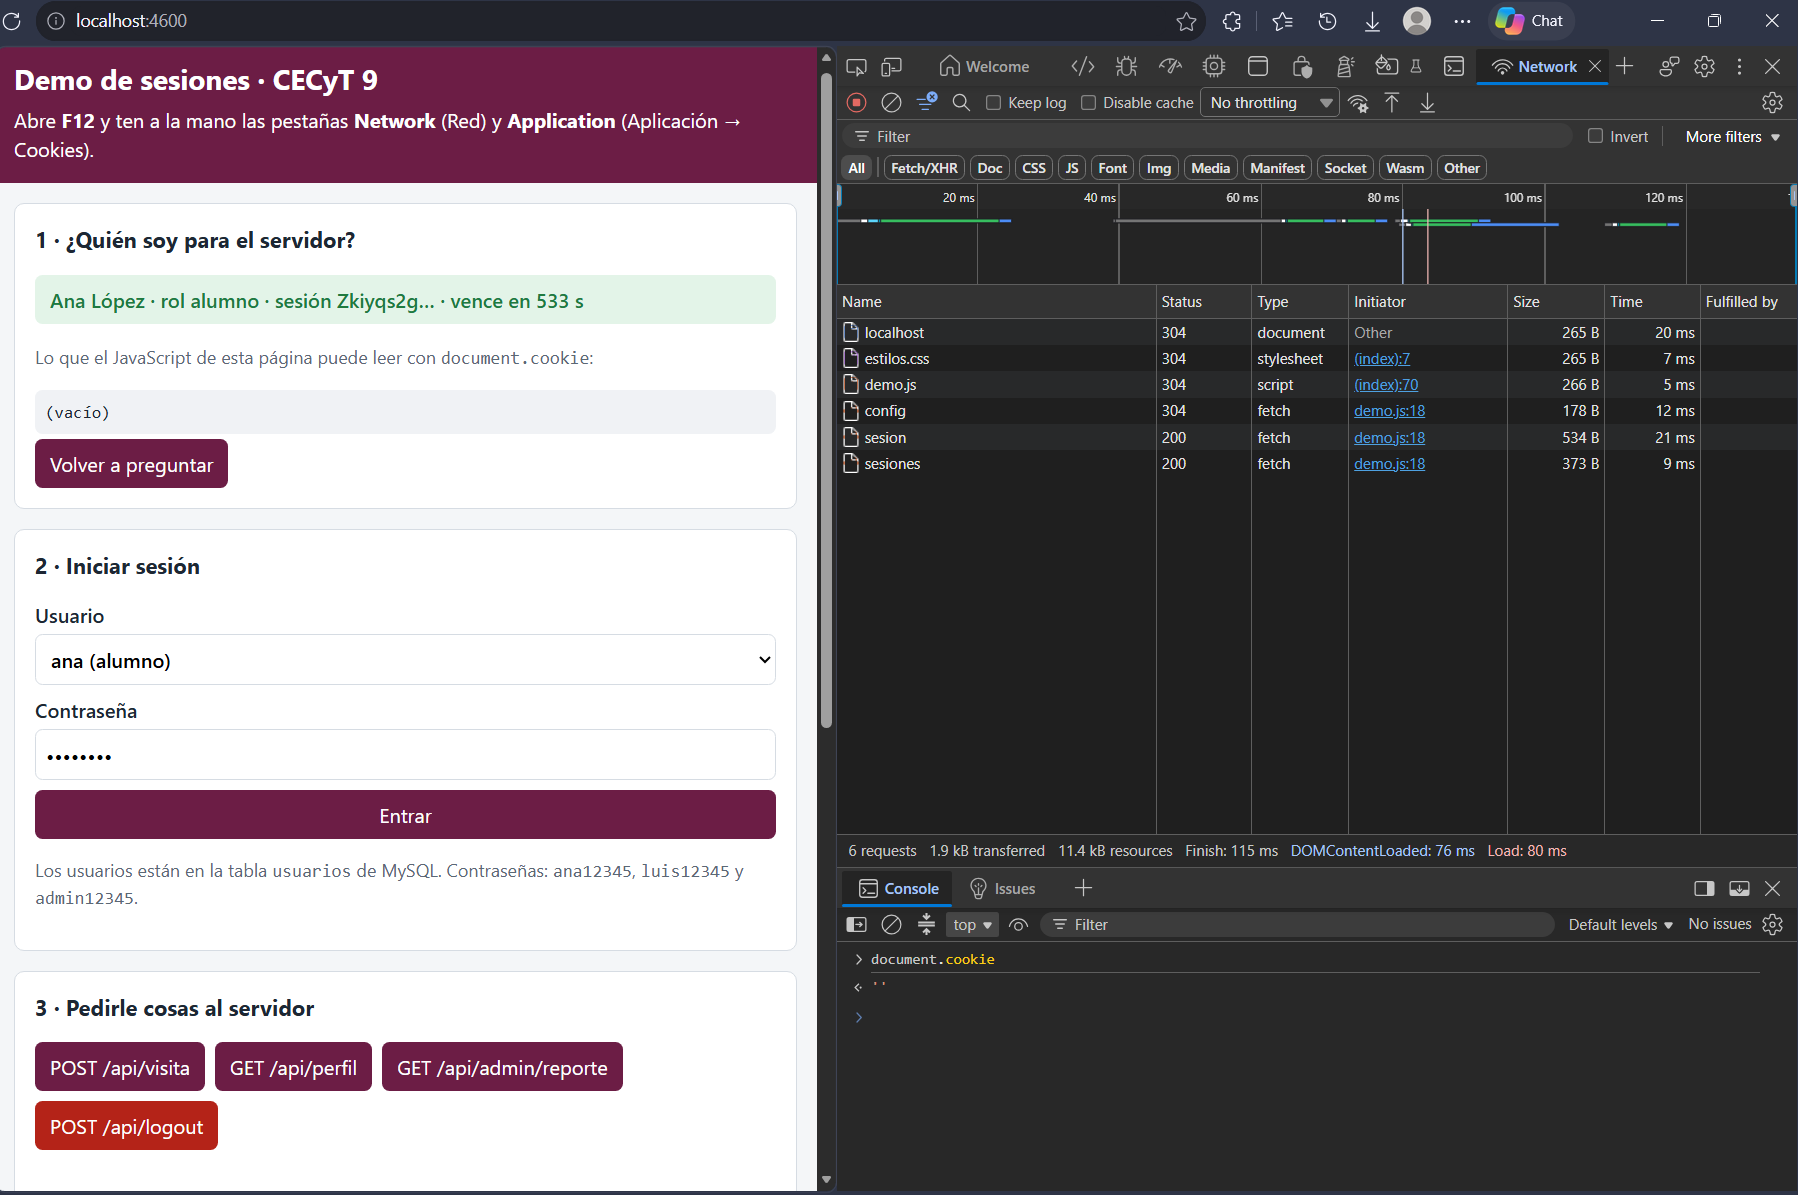 localhost:4600
Chat
Demo de sesiones · CECyT 9
Abre F12 y ten a la mano las pestañas Network (Red) y Application (Aplicación →
Cookies).
1 · ¿Quién soy para el servidor?
Ana López · rol alumno · sesión Zkiyqs2g... · vence en 533 s
Lo que el JavaScript de esta página puede leer con document.cookie:
(vacío)
Volver a preguntar
2 · Iniciar sesión
Usuario
ana (alumno)
Contraseña
••••••••
Entrar
Los usuarios están en la tabla usuarios de MySQL. Contraseñas: ana12345, luis12345 y
admin12345.
3 · Pedirle cosas al servidor
POST /api/visita GET /api/perfil GET /api/admin/reporte
POST /api/logout
Welcome Network
Keep log Disable cache No throttling
Filter Invert More filters
All Fetch/XHR Doc CSS JS Font Img Media Manifest Socket Wasm Other
20 ms 40 ms 60 ms 80 ms 100 ms 120 ms
Name Status Type Initiator Size Time Fulfilled by
localhost 304 document Other 265 B 20 ms
estilos.css 304 stylesheet (index):7 265 B 7 ms
demo.js 304 script (index):70 266 B 5 ms
config 304 fetch demo.js:18 178 B 12 ms
sesion 200 fetch demo.js:18 534 B 21 ms
sesiones 200 fetch demo.js:18 373 B 9 ms
6 requests 1.9 kB transferred 11.4 kB resources Finish: 115 ms DOMContentLoaded: 76 ms Load: 80 ms
Console Issues
top Filter Default levels No issues
document.cookie
''